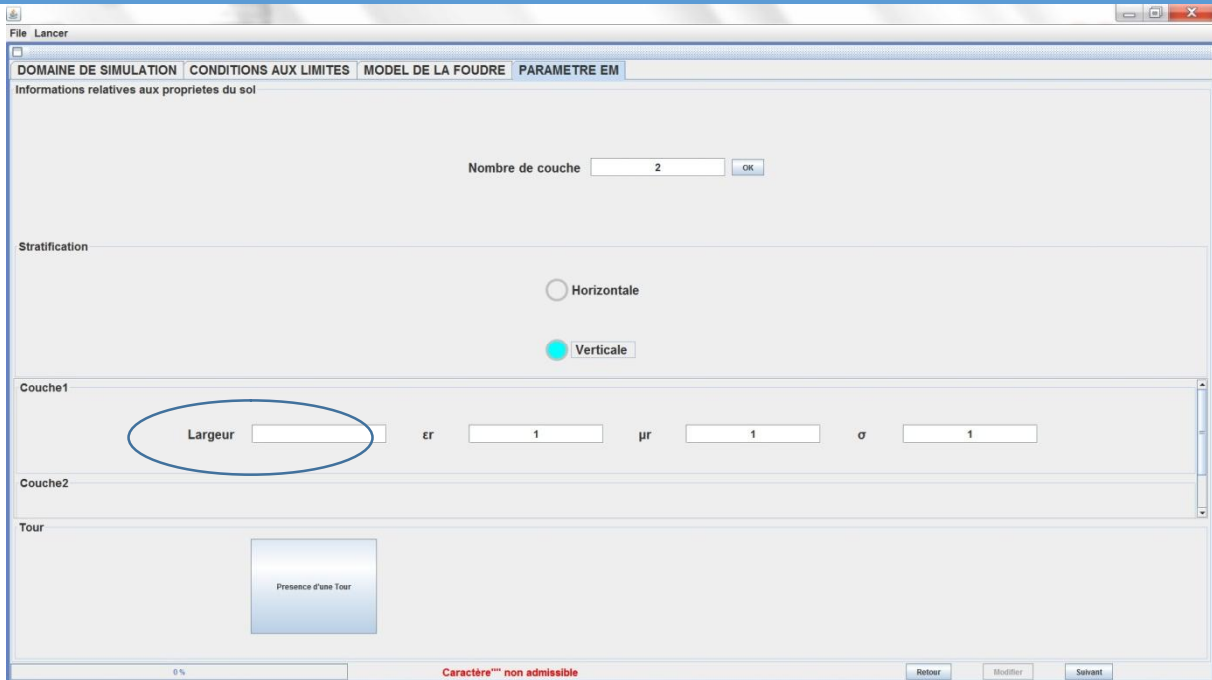 File Lancer
DOMAINE DE SIMULATION CONDITIONS AUX LIMITES MODEL DE LA FOUDRE PARAMETRE EM
Informations relatives aux proprietes du sol
Nombre de couche 2 OK
Stratification
Horizontale
Verticale
Couche1
Largeur εr 1 μr 1 σ 1
Couche2
Tour
Presence d'une Tour
0 % Caractère"" non admissible Retour Modifier Suivant